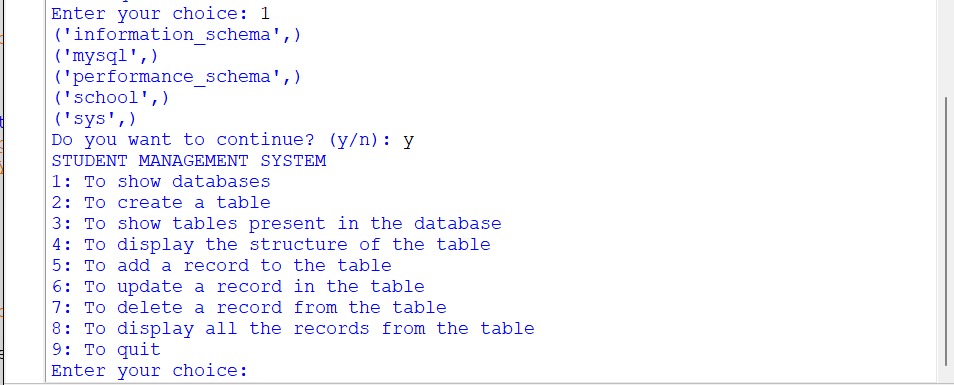 Enter your choice: 1
('information_schema',)
('mysql',)
('performance_schema',)
('school',)
('sys',)
Do you want to continue? (y/n): y
STUDENT MANAGEMENT SYSTEM
1: To show databases
2: To create a table
3: To show tables present in the database
4: To display the structure of the table
5: To add a record to the table
6: To update a record in the table
7: To delete a record from the table
8: To display all the records from the table
9: To quit
Enter your choice: